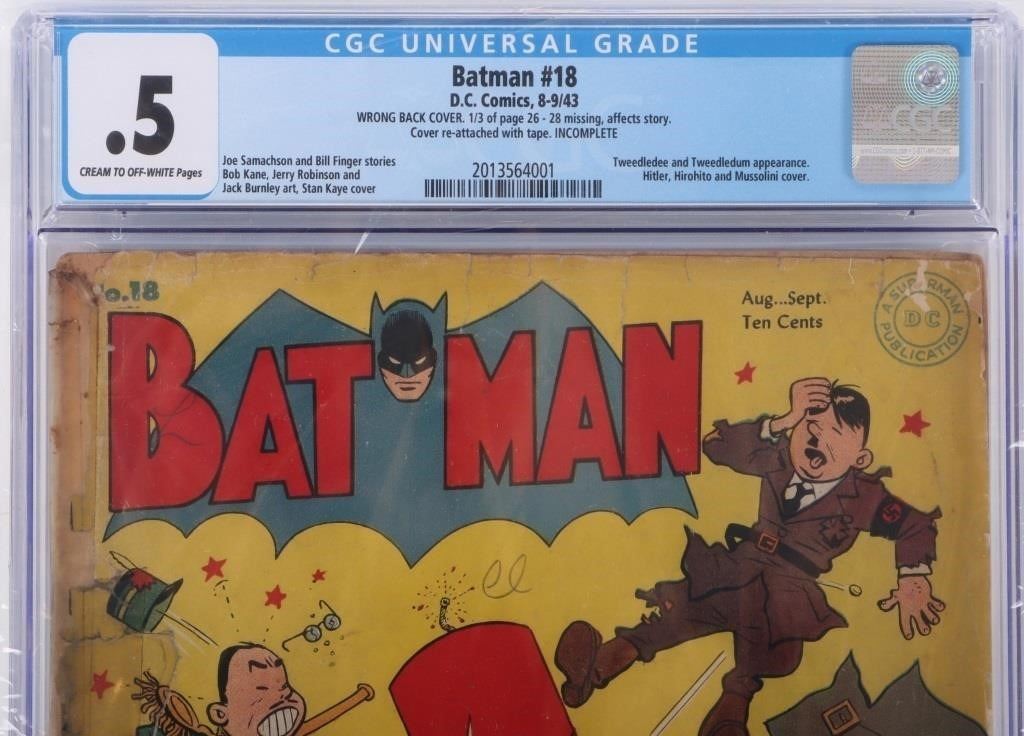 CGC UNIVERSAL GRADE
.5
CREAM TO OFF-WHITE Pages
Batman #18
D.C. Comics, 8-9/43
WRONG BACK COVER. 1/3 of page 26 - 28 missing, affects story.
Cover re-attached with tape. INCOMPLETE
Joe Samachson and Bill Finger stories
Bob Kane, Jerry Robinson and
Jack Burnley art, Stan Kaye cover
2013564001
Tweedledee and Tweedledum appearance.
Hitler, Hirohito and Mussolini cover.
CGC
No.18
BATMAN
Aug...Sept.
Ten Cents
A SUPERMAN
DC
PUBLICATION